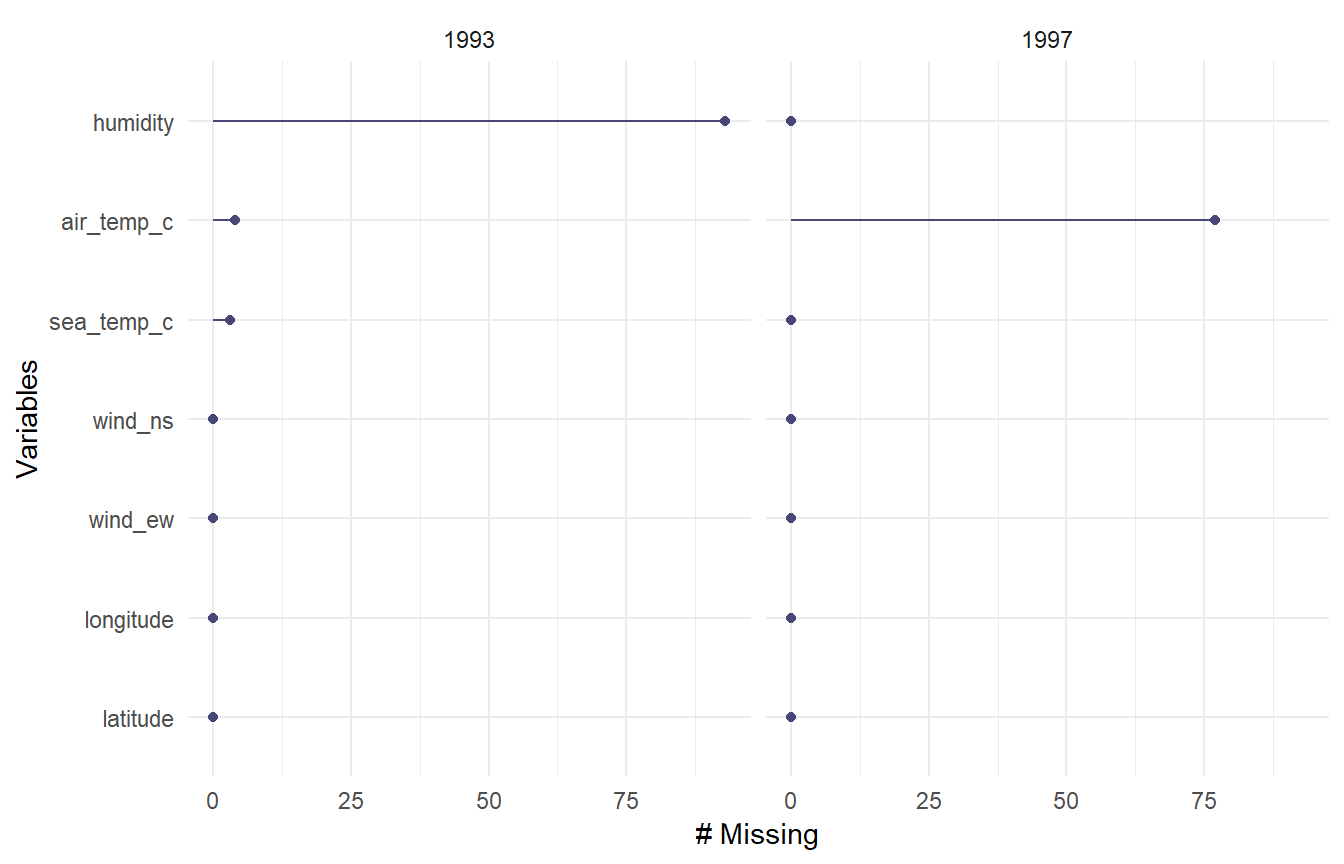 1993
1997
humidity
air_temp_c
sea_temp_c
wind_ns
wind_ew
longitude
latitude
Variables
0 25 50 75
0 25 50 75
# Missing